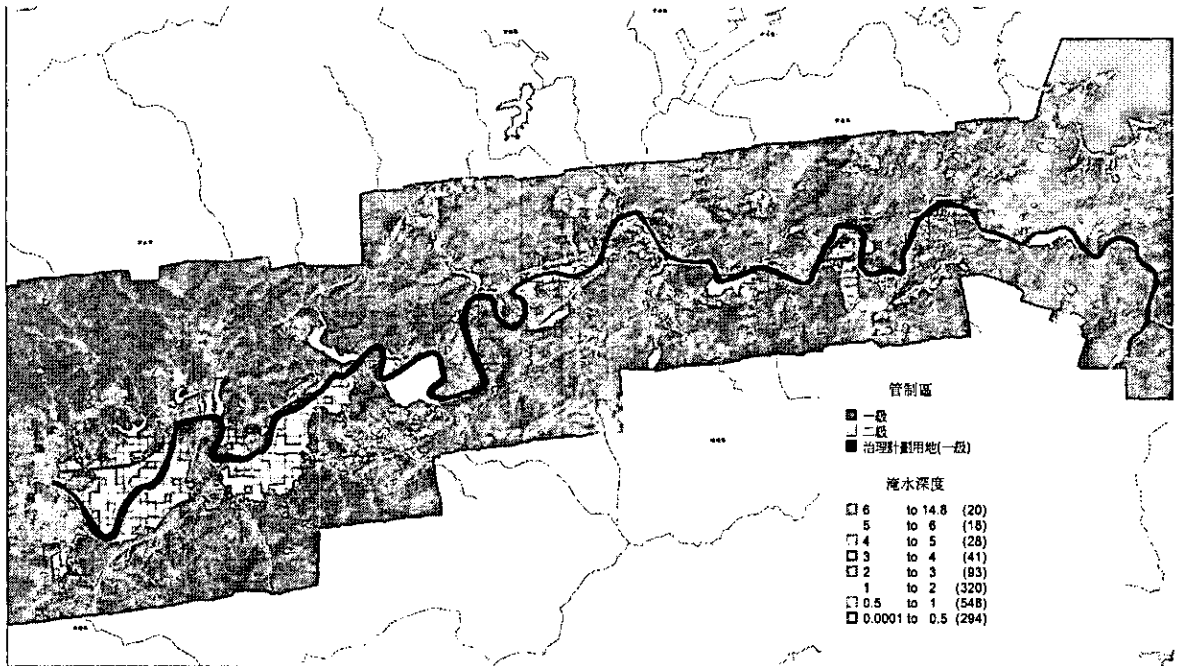 管制區
一級
二級
治理計劃用地(一級)
淹水深度
6 to 14.8 (20)
5 to 6 (18)
4 to 5 (28)
3 to 4 (41)
2 to 3 (93)
1 to 2 (320)
0.5 to 1 (548)
0.0001 to 0.5 (294)